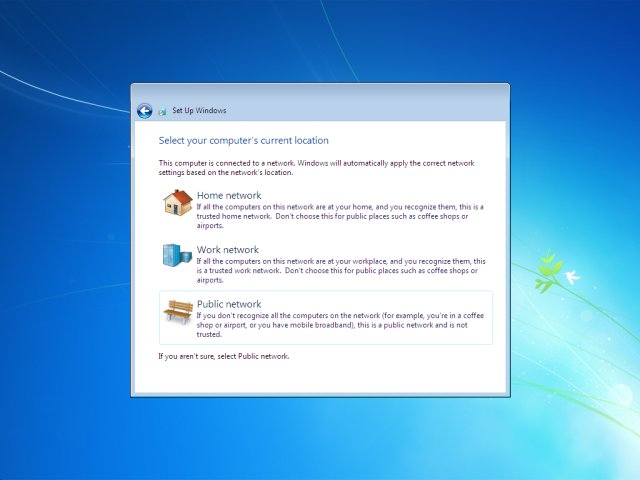 Set Up Windows
Select your computer's current location
This computer is connected to a network. Windows will automatically apply the correct network
settings based on the network's location.
Home network
If all the computers on this network are at your home, and you recognize them, this is a
trusted home network.  Don't choose this for public places such as coffee shops or
airports.
Work network
If all the computers on this network are at your workplace, and you recognize them, this
is a trusted work network.  Don't choose this for public places such as coffee shops or
airports.
Public network
If you don't recognize all the computers on the network (for example, you're in a coffee
shop or airport, or you have mobile broadband), this is a public network and is not
trusted.
If you aren't sure, select Public network.